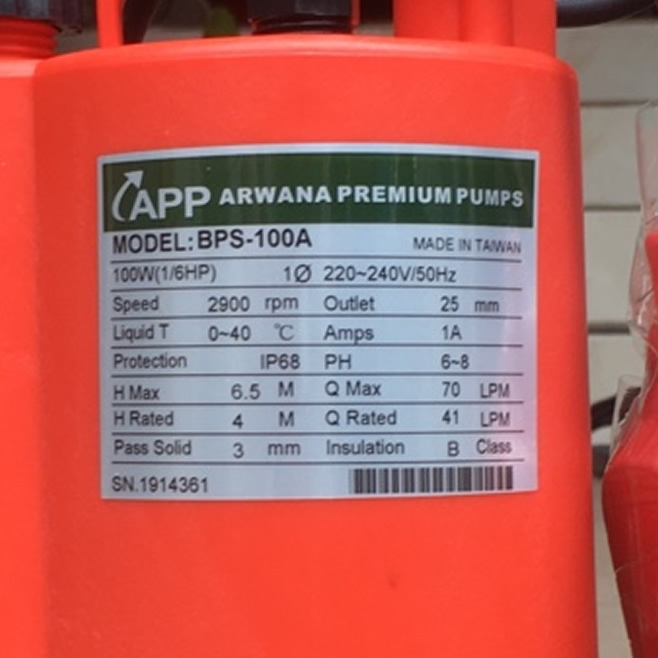 APP ARWANA PREMIUM PUMPS
MODEL: BPS-100A MADE IN TAIWAN
100W(1/6HP) 1Ø 220~240V/50Hz
Speed 2900 rpm Outlet 25 mm
Liquid T 0~40 ℃ Amps 1A
Protection IP68 PH 6~8
H Max 6.5 M Q Max 70 LPM
H Rated 4 M Q Rated 41 LPM
Pass Solid 3 mm Insulation B Class
SN.1914361